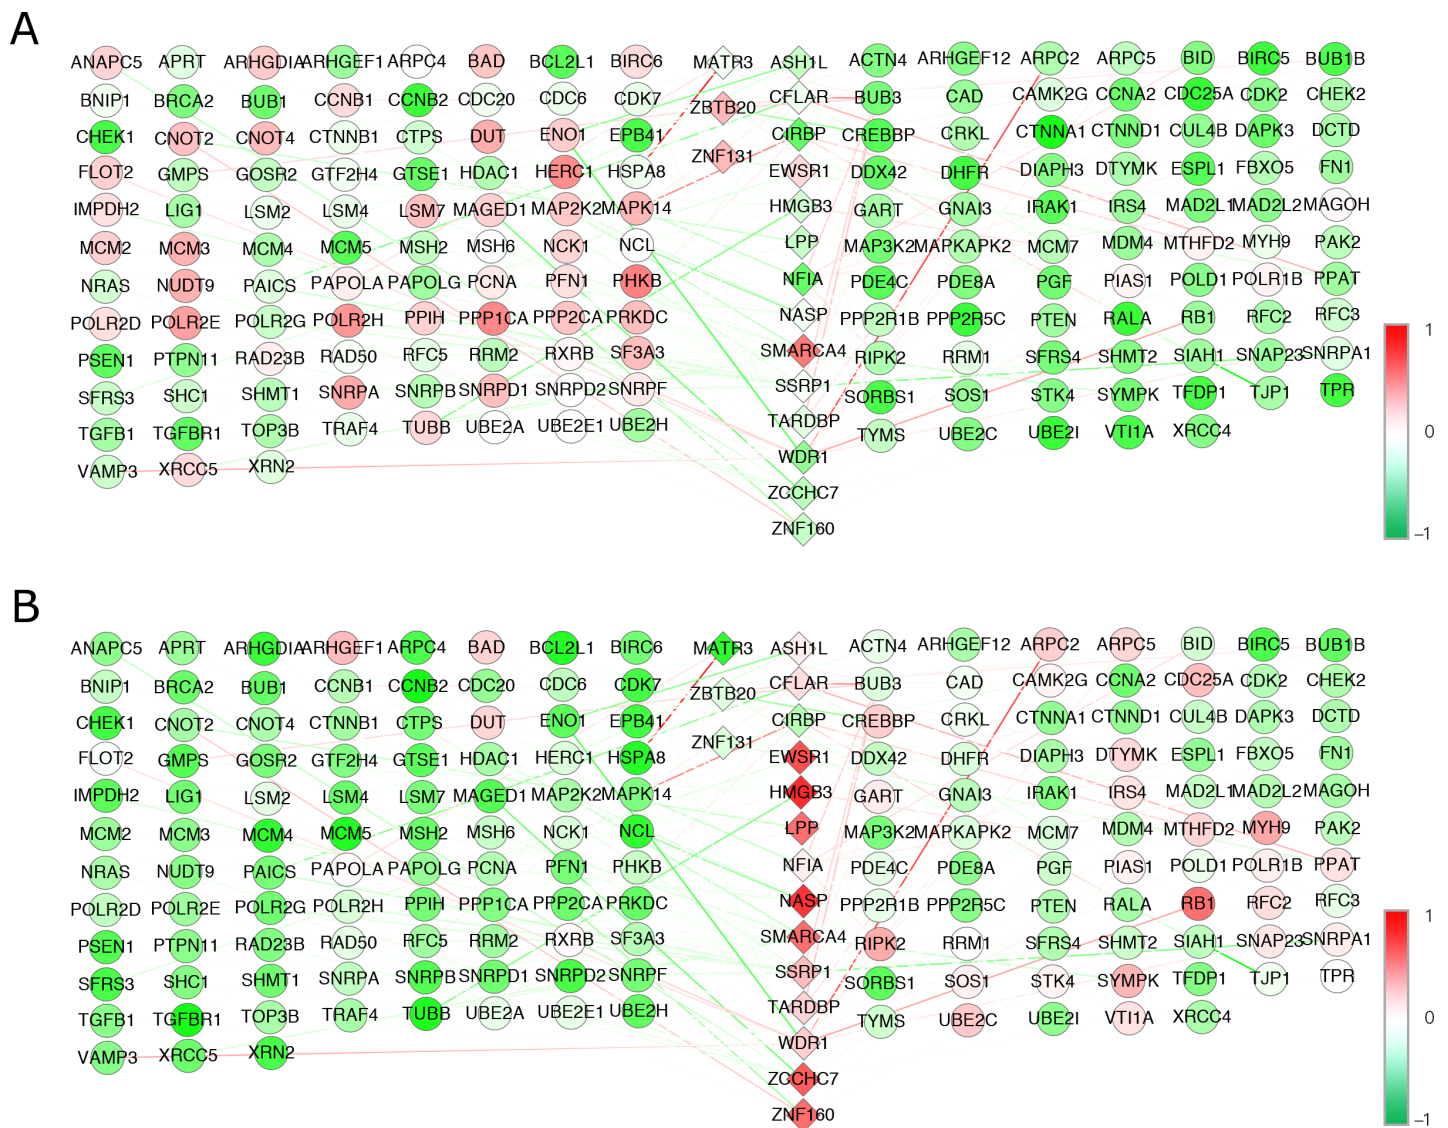 A
ANAPC5 APRT ARHGDIA ARHGEF1 ARPC4 BAD BCL2L1 BIRC6 MATR3 ASH1L ACTN4 ARHGEF12 ARPC2 ARPC5 BID BIRC5 BUB1B
BNIP1 BRCA2 BUB1 CCNB1 CCNB2 CDC20 CDC6 CDK7 ZBTB20 CFLAR BUB3 CAD CAMK2G CCNA2 CDC25A CDK2 CHEK2
CHEK1 CNOT2 CNOT4 CTNNB1 CTPS DUT ENO1 EPB41 CIRBP CREBBP CRKL CTNNA1 CTNND1 CUL4B DAPK3 DCTD
ZNF131
FLOT2 GMPS GOSR2 GTF2H4 GTSE1 HDAC1 HERC1 HSPA8 EWSR1 DDX42 DHFR DIAPH3 DTYMK ESPL1 FBXO5 FN1
IMPDH2 LIG1 LSM2 LSM4 LSM7 MAGED1 MAP2K2 MAPK14 HMGB3 GART GNAI3 IRAK1 IRS4 MAD2L1 MAD2L2 MAGOH
MCM2 MCM3 MCM4 MCM5 MSH2 MSH6 NCK1 NCL LPP MAP3K2 MAPKAPK2 MCM7 MDM4 MTHFD2 MYH9 PAK2
NRAS NUDT9 PAICS PAPOLA PAPOLG PCNA PFN1 PHKB NFIA PDE4C PDE8A PGF PIAS1 POLD1 POLR1B PPAT
POLR2D POLR2E POLR2G POLR2H PPIH PPP1CA PPP2CA PRKDC NASP PPP2R1B PPP2R5C PTEN RALA RB1 RFC2 RFC3
PSEN1 PTPN11 RAD23B RAD50 RFC5 RRM2 RXRB SF3A3 SMARCA4 RIPK2 RRM1 SFRS4 SHMT2 SIAH1 SNAP23 SNRPA1
SFRS3 SHC1 SHMT1 SNRPA SNRPB SNRPD1 SNRPD2 SNRPF SSRP1 SORBS1 SOS1 STK4 SYMPK TFDP1 TJP1 TPR
TGFB1 TGFBR1 TOP3B TRAF4 TUBB UBE2A UBE2E1 UBE2H TARDBP TYMS UBE2C UBE2I VTI1A XRCC4
VAMP3 XRCC5 XRN2 WDR1
ZCCHC7
ZNF160
1
0
−1
B
ANAPC5 APRT ARHGDIA ARHGEF1 ARPC4 BAD BCL2L1 BIRC6 MATR3 ASH1L ACTN4 ARHGEF12 ARPC2 ARPC5 BID BIRC5 BUB1B
BNIP1 BRCA2 BUB1 CCNB1 CCNB2 CDC20 CDC6 CDK7 ZBTB20 CFLAR BUB3 CAD CAMK2G CCNA2 CDC25A CDK2 CHEK2
CHEK1 CNOT2 CNOT4 CTNNB1 CTPS DUT ENO1 EPB41 CIRBP CREBBP CRKL CTNNA1 CTNND1 CUL4B DAPK3 DCTD
ZNF131
FLOT2 GMPS GOSR2 GTF2H4 GTSE1 HDAC1 HERC1 HSPA8 EWSR1 DDX42 DHFR DIAPH3 DTYMK ESPL1 FBXO5 FN1
IMPDH2 LIG1 LSM2 LSM4 LSM7 MAGED1 MAP2K2 MAPK14 HMGB3 GART GNAI3 IRAK1 IRS4 MAD2L1 MAD2L2 MAGOH
MCM2 MCM3 MCM4 MCM5 MSH2 MSH6 NCK1 NCL LPP MAP3K2 MAPKAPK2 MCM7 MDM4 MTHFD2 MYH9 PAK2
NRAS NUDT9 PAICS PAPOLA PAPOLG PCNA PFN1 PHKB NFIA PDE4C PDE8A PGF PIAS1 POLD1 POLR1B PPAT
POLR2D POLR2E POLR2G POLR2H PPIH PPP1CA PPP2CA PRKDC NASP PPP2R1B PPP2R5C PTEN RALA RB1 RFC2 RFC3
PSEN1 PTPN11 RAD23B RAD50 RFC5 RRM2 RXRB SF3A3 SMARCA4 RIPK2 RRM1 SFRS4 SHMT2 SIAH1 SNAP23 SNRPA1
SFRS3 SHC1 SHMT1 SNRPA SNRPB SNRPD1 SNRPD2 SNRPF SSRP1 SORBS1 SOS1 STK4 SYMPK TFDP1 TJP1 TPR
TGFB1 TGFBR1 TOP3B TRAF4 TUBB UBE2A UBE2E1 UBE2H TARDBP TYMS UBE2C UBE2I VTI1A XRCC4
VAMP3 XRCC5 XRN2 WDR1
ZCCHC7
ZNF160
1
0
−1